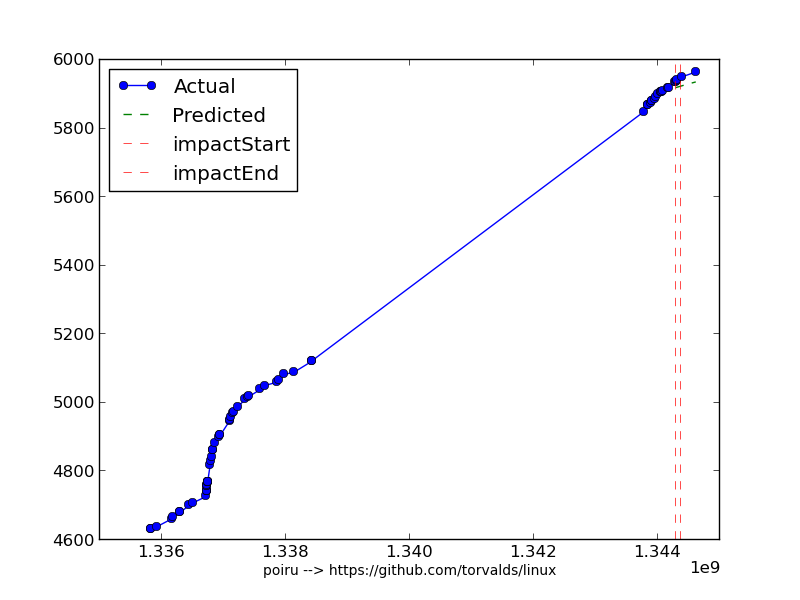 6000
5800
5600
5400
5200
5000
4800
4600
Actual
Predicted
impactStart
impactEnd
1.336 1.338 1.340 1.342 1.344
1e9
poiru --> https://github.com/torvalds/linux